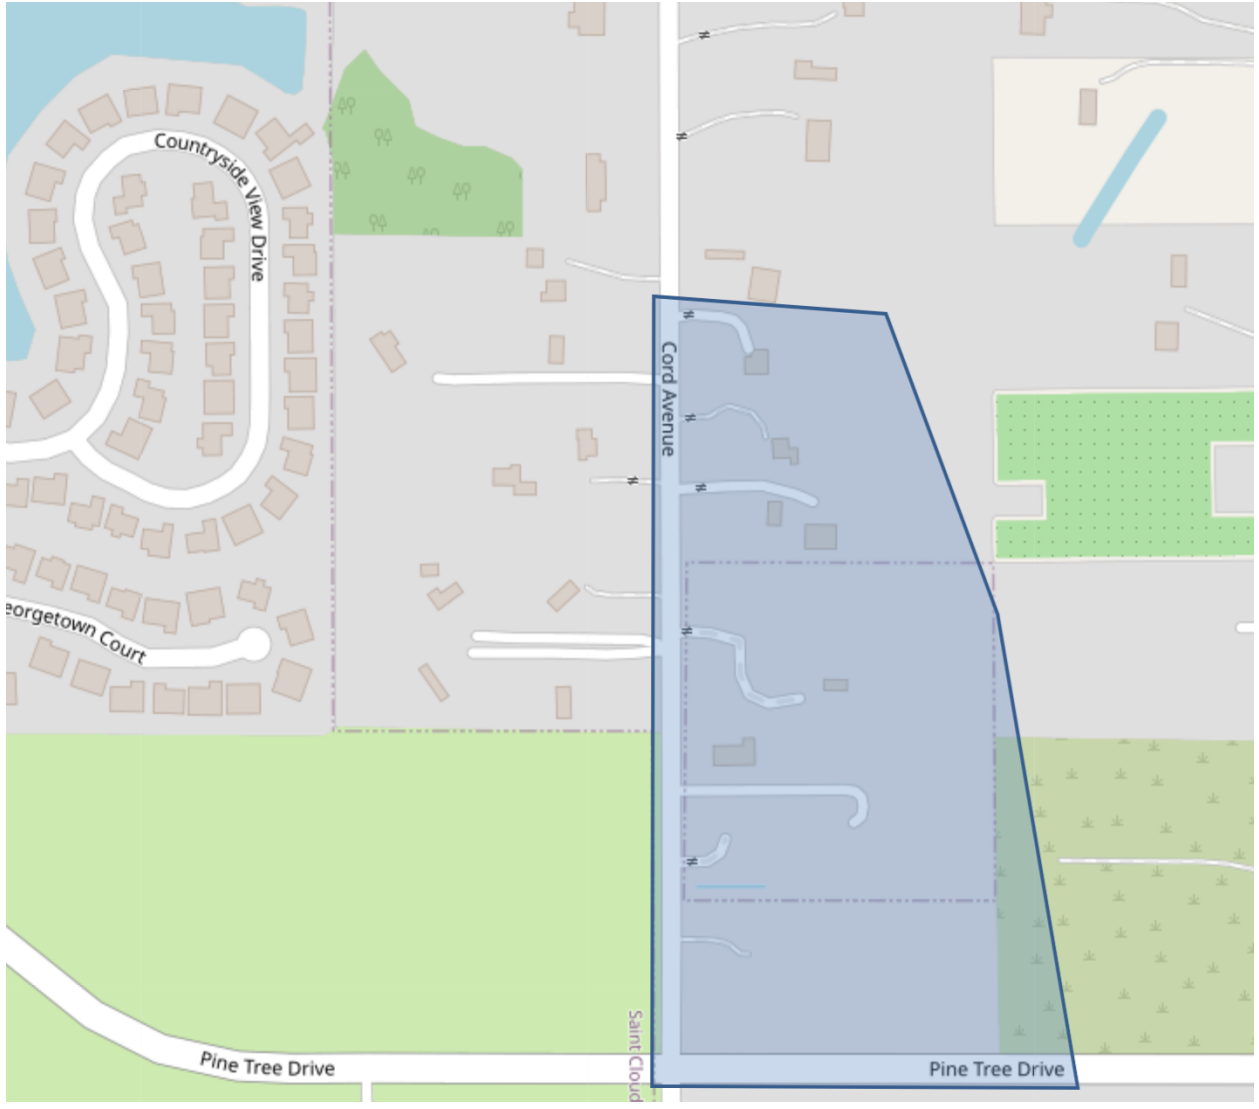 Countryside View Drive
Cord Avenue
eorgetown Court
Saint Cloud
Pine Tree Drive
Pine Tree Drive